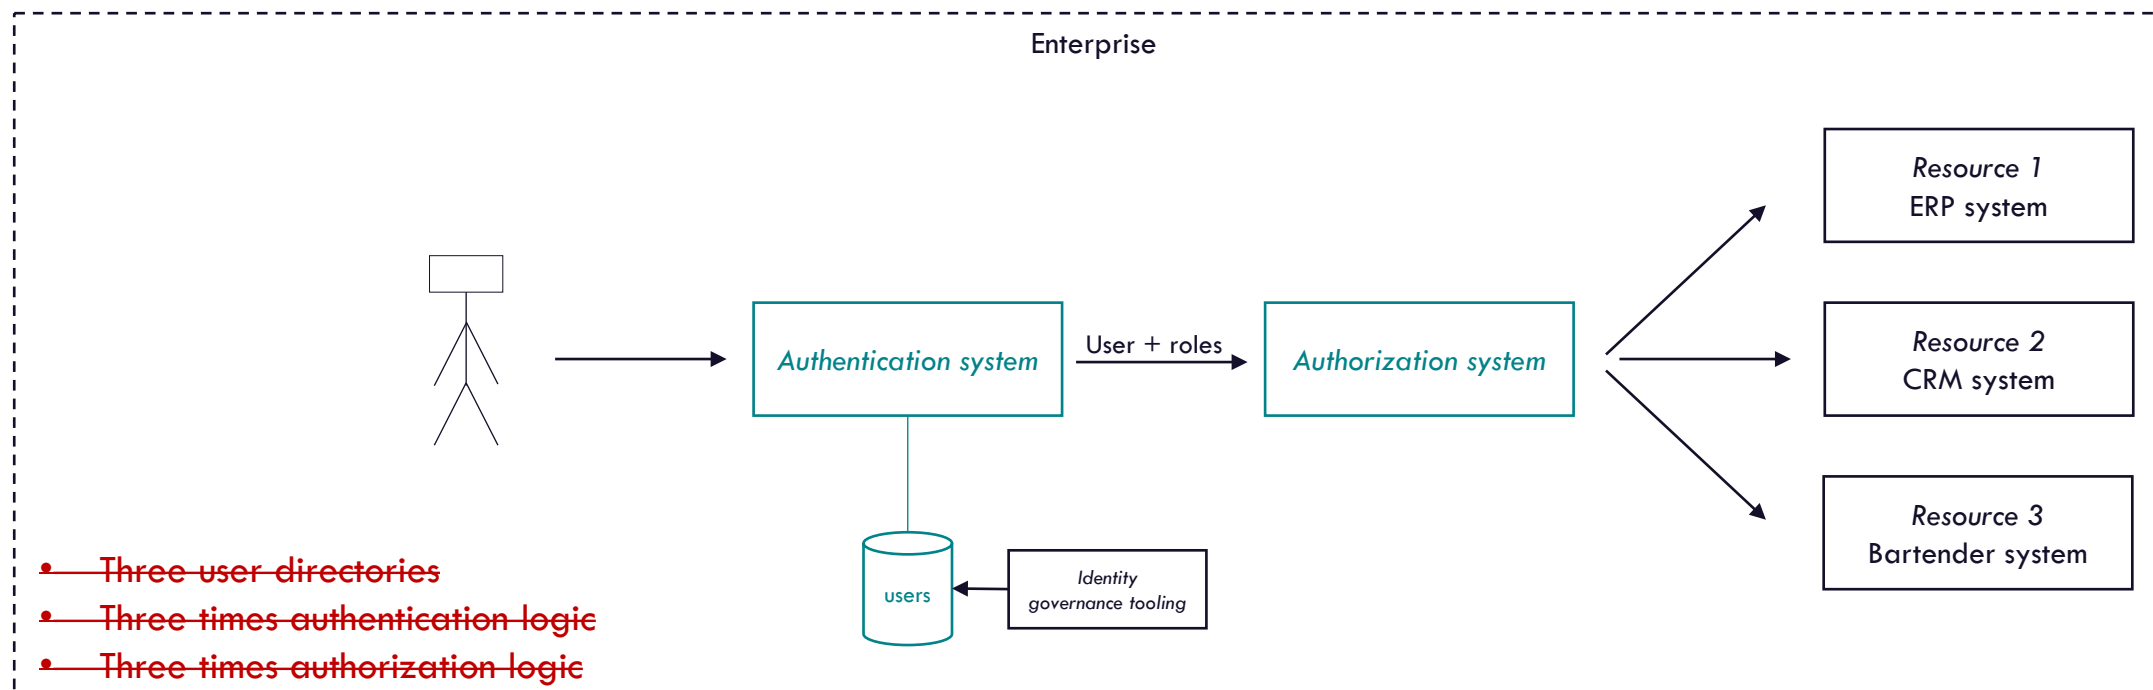 Enterprise
Resource 1
ERP system
Authentication system
User + roles
Authorization system
Resource 2
CRM system
Resource 3
Bartender system
users
Identity
governance tooling
• Three user directories
• Three times authentication logic
• Three times authorization logic